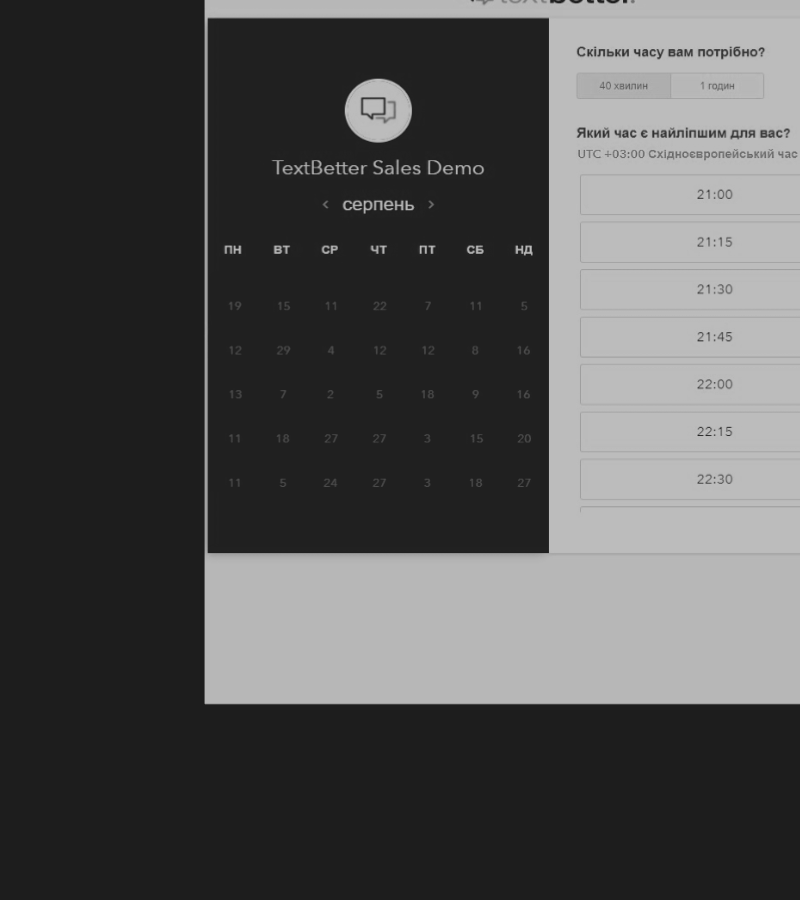 textbetter.
TextBetter Sales Demo
‹ серпень ›
ПН ВТ СР ЧТ ПТ СБ НД
19 15 11 22 7 11 5
12 29 4 12 12 8 16
13 7 2 5 18 9 16
11 18 27 27 3 15 20
11 5 24 27 3 18 27
Скільки часу вам потрібно?
40 хвилин 1 годин
Який час є найліпшим для вас?
UTC +03:00 Східноєвропейський час
21:00
21:15
21:30
21:45
22:00
22:15
22:30